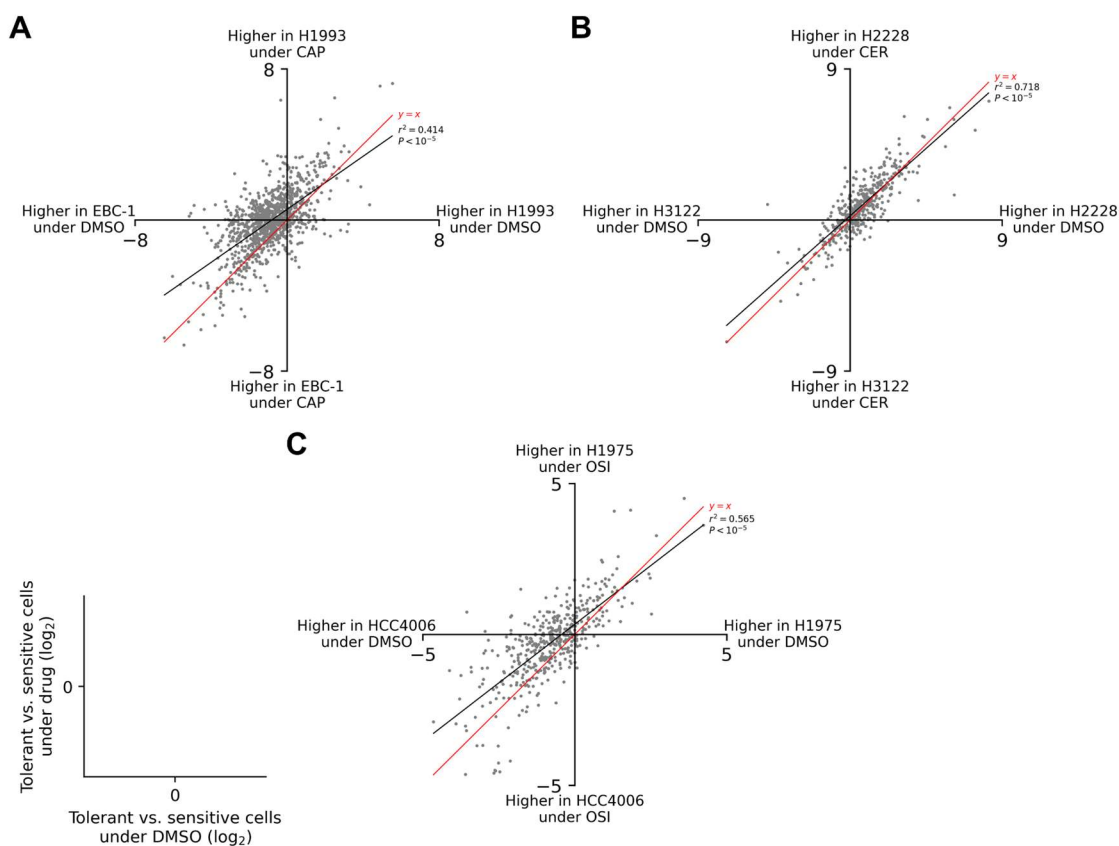 A
Higher in H1993
under CAP
8
y = x
r² = 0.414
P < 10⁻⁵
Higher in EBC-1
under DMSO
−8
Higher in H1993
under DMSO
8
−8
Higher in EBC-1
under CAP
B
Higher in H2228
under CER
9
y = x
r² = 0.718
P < 10⁻⁵
Higher in H3122
under DMSO
−9
Higher in H2228
under DMSO
9
−9
Higher in H3122
under CER
C
Higher in H1975
under OSI
5
y = x
r² = 0.565
P < 10⁻⁵
Higher in HCC4006
under DMSO
−5
Higher in H1975
under DMSO
5
−5
Higher in HCC4006
under OSI
Tolerant vs. sensitive cells
under drug (log₂)
0
0
Tolerant vs. sensitive cells
under DMSO (log₂)